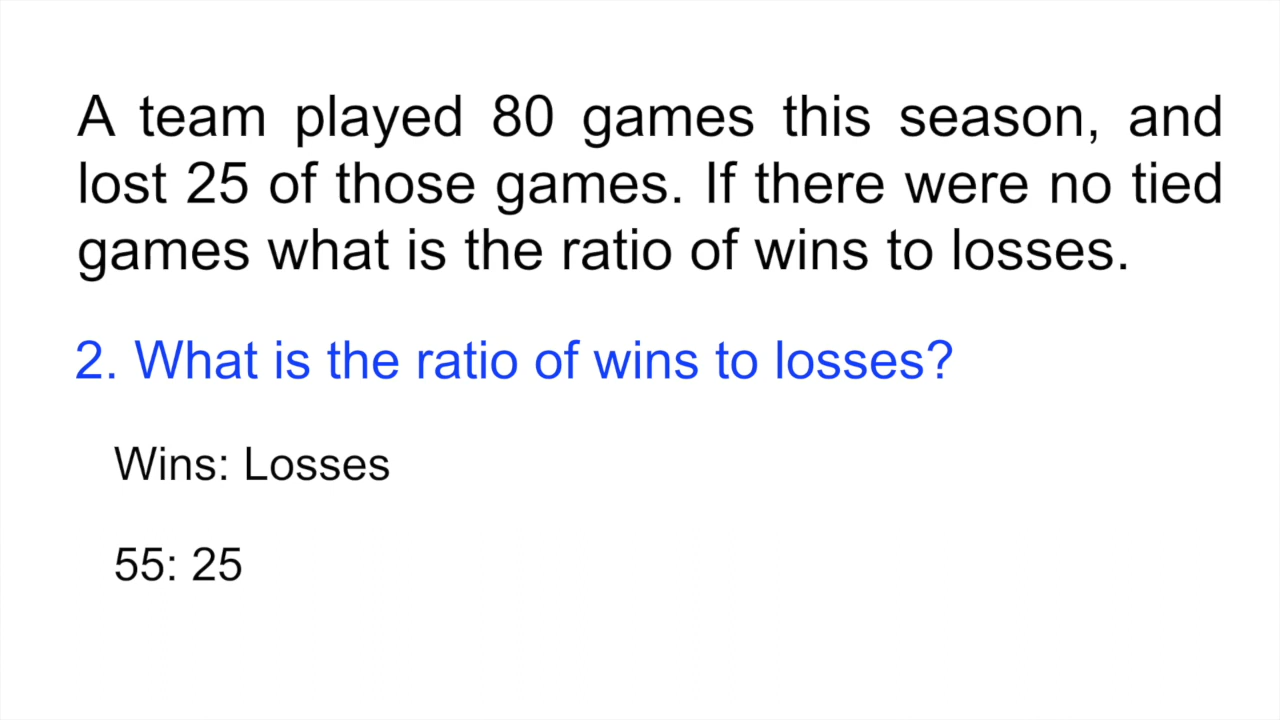 A team played 80 games this season, and
lost 25 of those games. If there were no tied
games what is the ratio of wins to losses.
2. What is the ratio of wins to losses?
Wins: Losses
55: 25